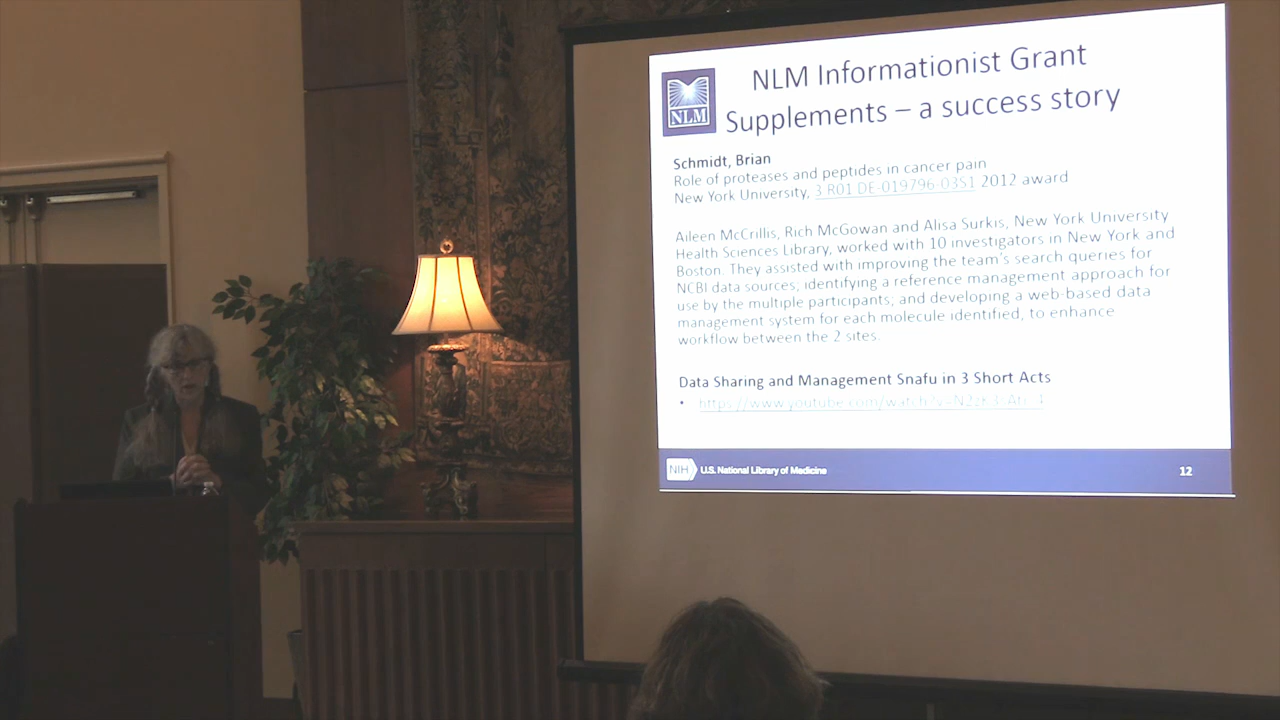 NLM Informationist Grant
Supplements – a success story
NLM
Schmidt, Brian
Role of proteases and peptides in cancer pain
New York University, 3 R01 DE-019796-03S1 2012 award
Aileen McCrillis, Rich McGowan and Alisa Surkis, New York University
Health Sciences Library, worked with 10 investigators in New York and
Boston. They assisted with improving the team's search queries for
NCBI data sources; identifying a reference management approach for
use by the multiple participants; and developing a web-based data
management system for each molecule identified, to enhance
workflow between the 2 sites.
Data Sharing and Management Snafu in 3 Short Acts
• 
NIH U.S. National Library of Medicine
12